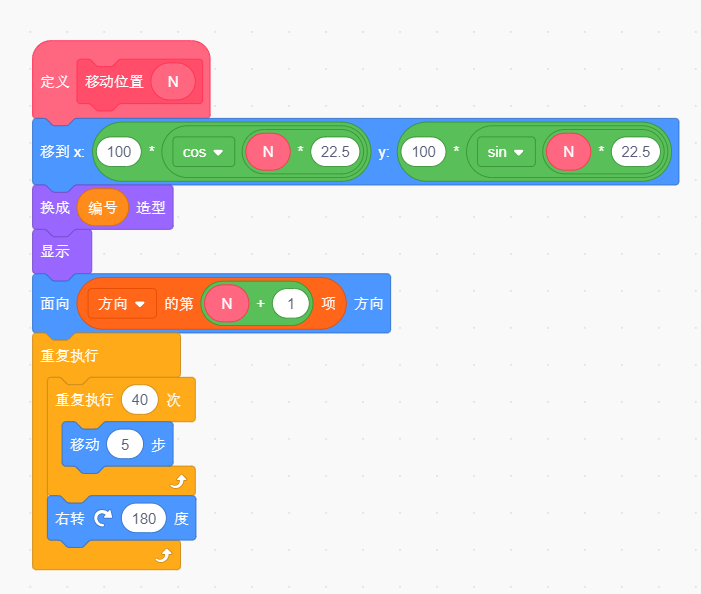 定义 移动位置 N
移到 x: 100 * cos N * 22.5 y: 100 * sin N * 22.5
换成 编号 造型
显示
面向 方向 的第 N + 1 项 方向
重复执行
重复执行 40 次
移动 5 步
右转 180 度